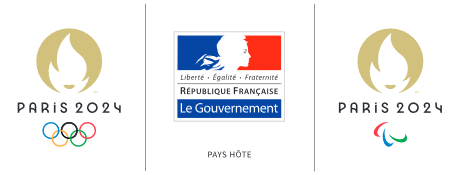 PARIS 2024
Liberté • Égalité • Fraternité
RÉPUBLIQUE FRANÇAISE
Le Gouvernement
PAYS HÔTE
PARIS 2024